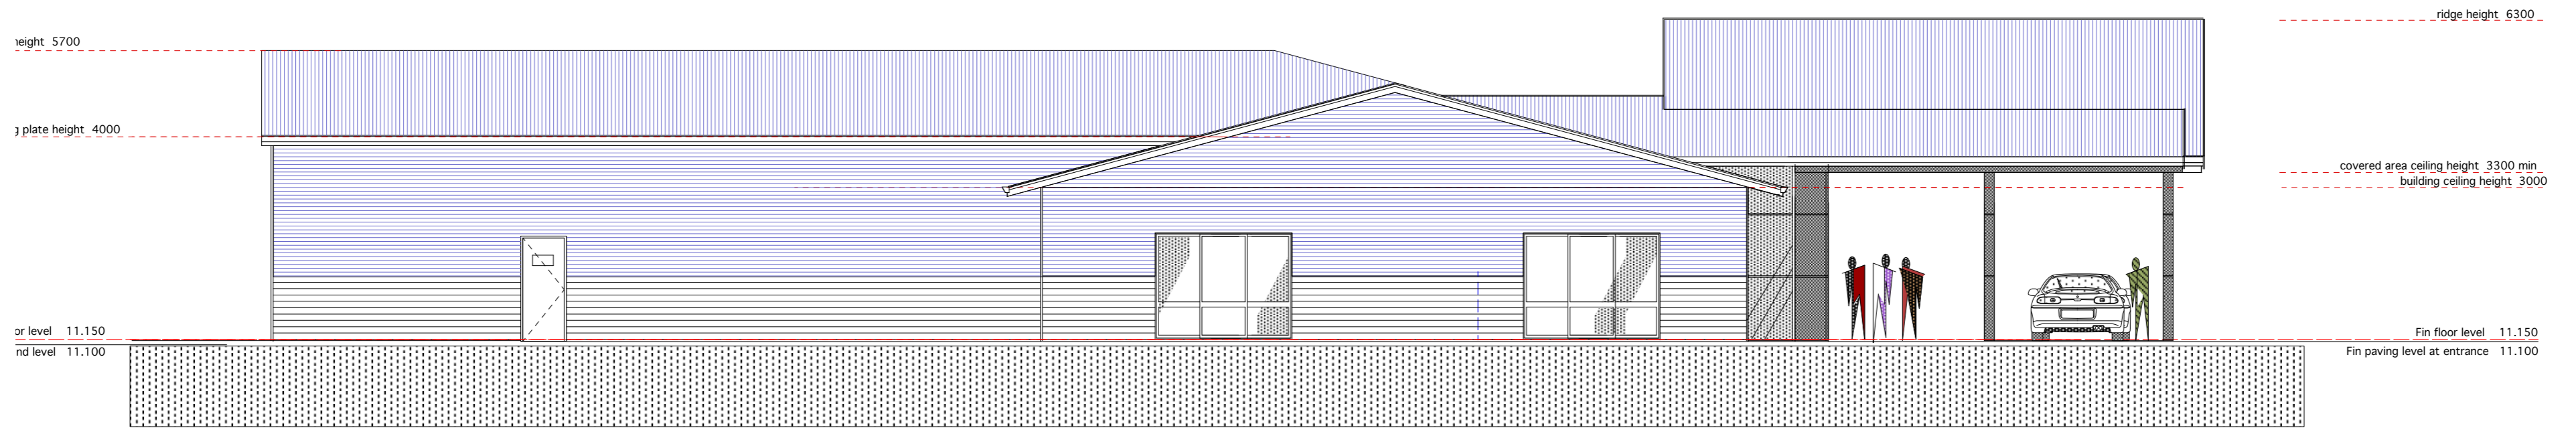 ridge height 6300
height 5700
g plate height 4000
covered area ceiling height 3300 min
building ceiling height 3000
or level 11.150
nd level 11.100
Fin floor level 11.150
Fin paving level at entrance 11.100